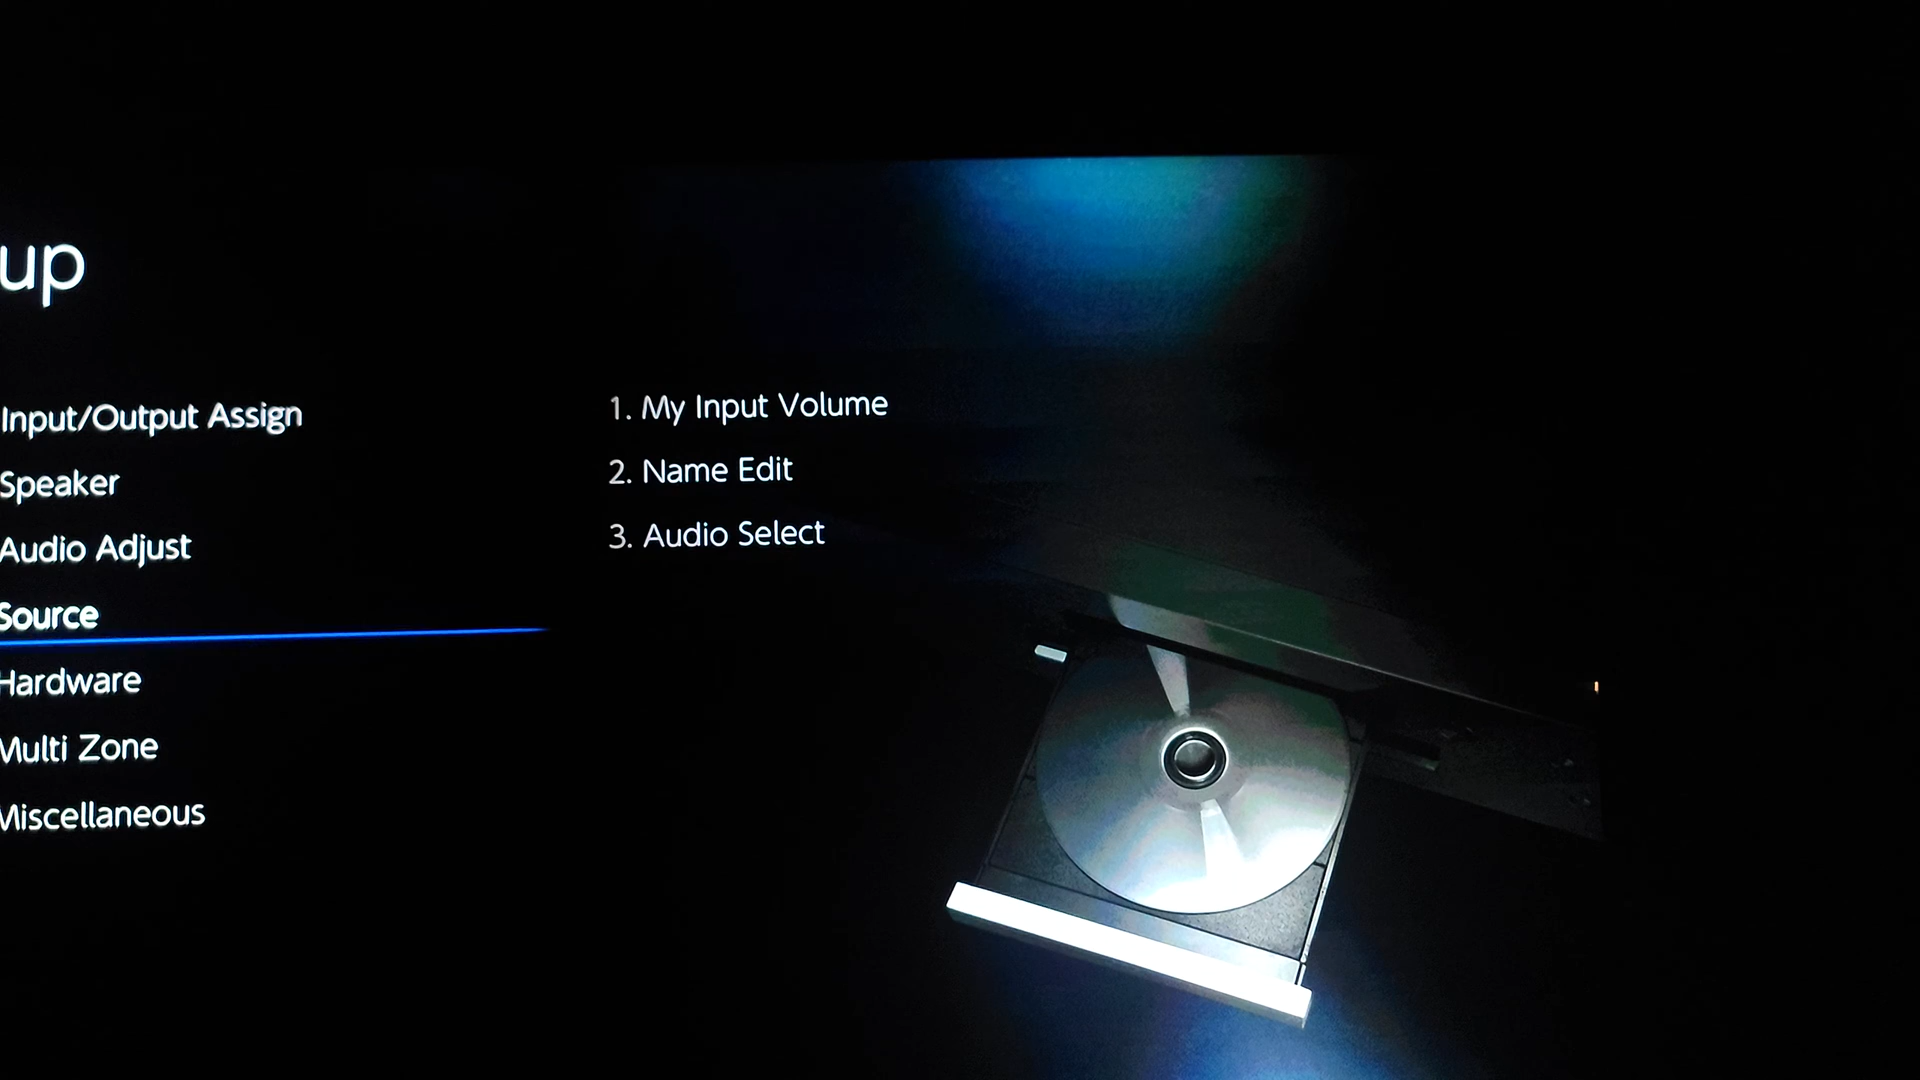 up
Input/Output Assign
Speaker
Audio Adjust
Source
Hardware
Multi Zone
Miscellaneous
1. My Input Volume
2. Name Edit
3. Audio Select